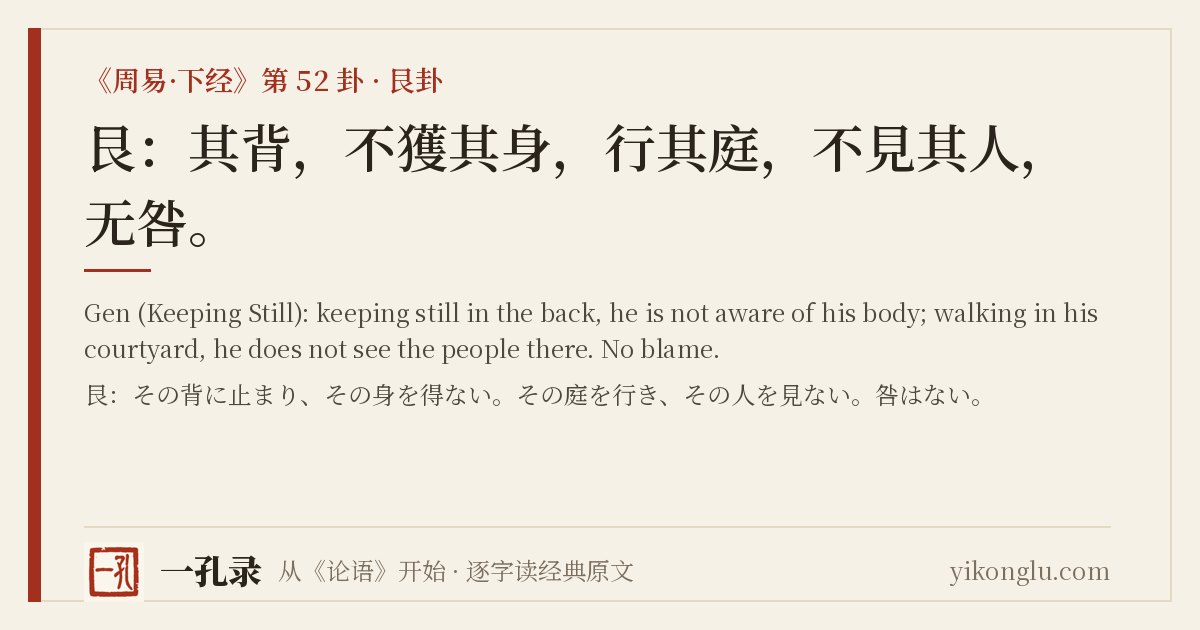 《周易·下经》第 52 卦 · 艮卦
艮：其背，不獲其身，行其庭，不見其人，
无咎。
Gen (Keeping Still): keeping still in the back, he is not aware of his body; walking in his
courtyard, he does not see the people there. No blame.
艮：その背に止まり、その身を得ない。その庭を行き、その人を見ない。咎はない。
一孔
一孔录
从《论语》开始 · 逐字读经典原文
yikonglu.com